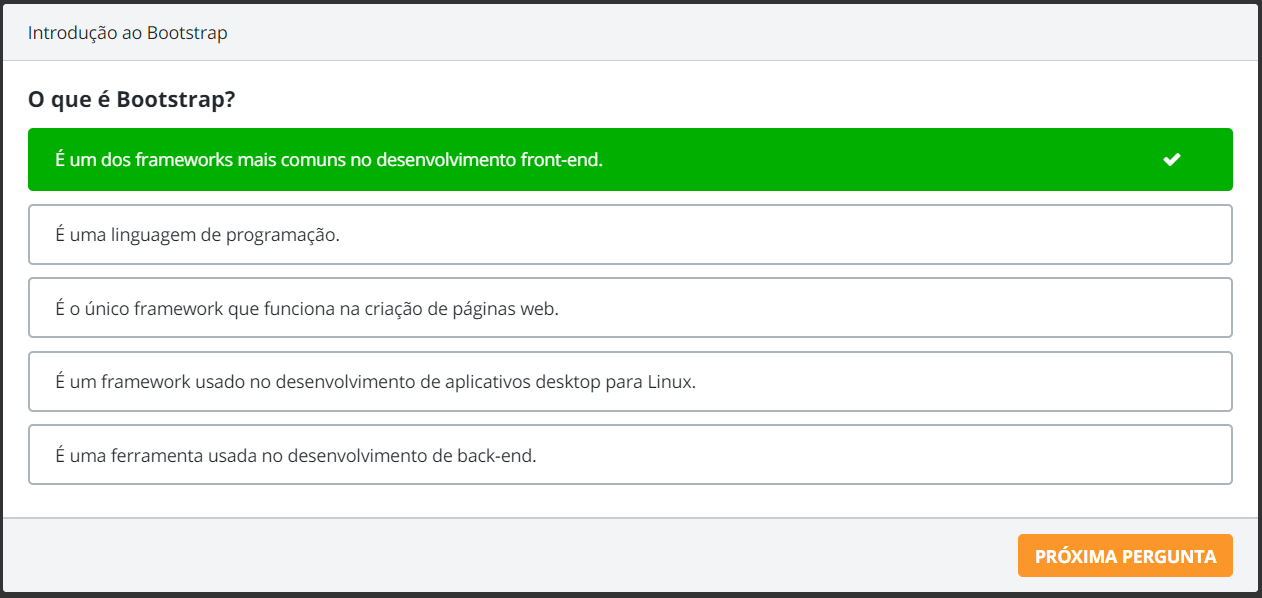 Introdução ao Bootstrap
O que é Bootstrap?
É um dos frameworks mais comuns no desenvolvimento front-end.
É uma linguagem de programação.
É o único framework que funciona na criação de páginas web.
É um framework usado no desenvolvimento de aplicativos desktop para Linux.
É uma ferramenta usada no desenvolvimento de back-end.
PRÓXIMA PERGUNTA